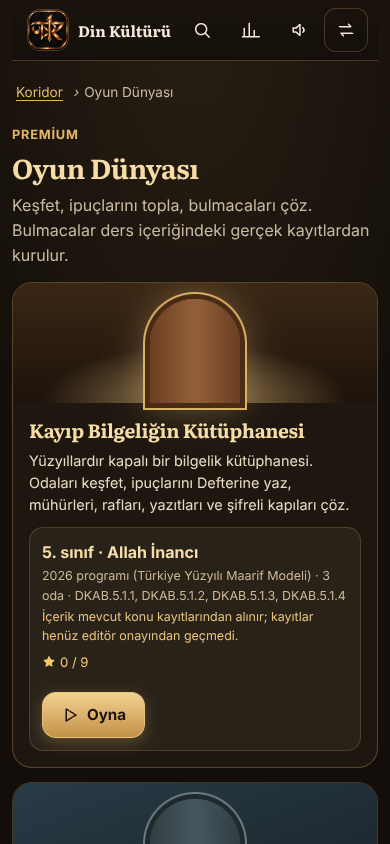 Din Kültürü
Koridor › Oyun Dünyası
PREMİUM
Oyun Dünyası
Keşfet, ipuçlarını topla, bulmacaları çöz.
Bulmacalar ders içeriğindeki gerçek kayıtlardan
kurulur.
Kayıp Bilgeliğin Kütüphanesi
Yüzyıllardır kapalı bir bilgelik kütüphanesi.
Odaları keşfet, ipuçlarını Defterine yaz,
mühürleri, rafları, yazıtları ve şifreli kapıları çöz.
5. sınıf · Allah İnancı
2026 programı (Türkiye Yüzyılı Maarif Modeli) · 3
oda · DKAB.5.1.1, DKAB.5.1.2, DKAB.5.1.3, DKAB.5.1.4
İçerik mevcut konu kayıtlarından alınır; kayıtlar
henüz editör onayından geçmedi.
★ 0 / 9
Oyna